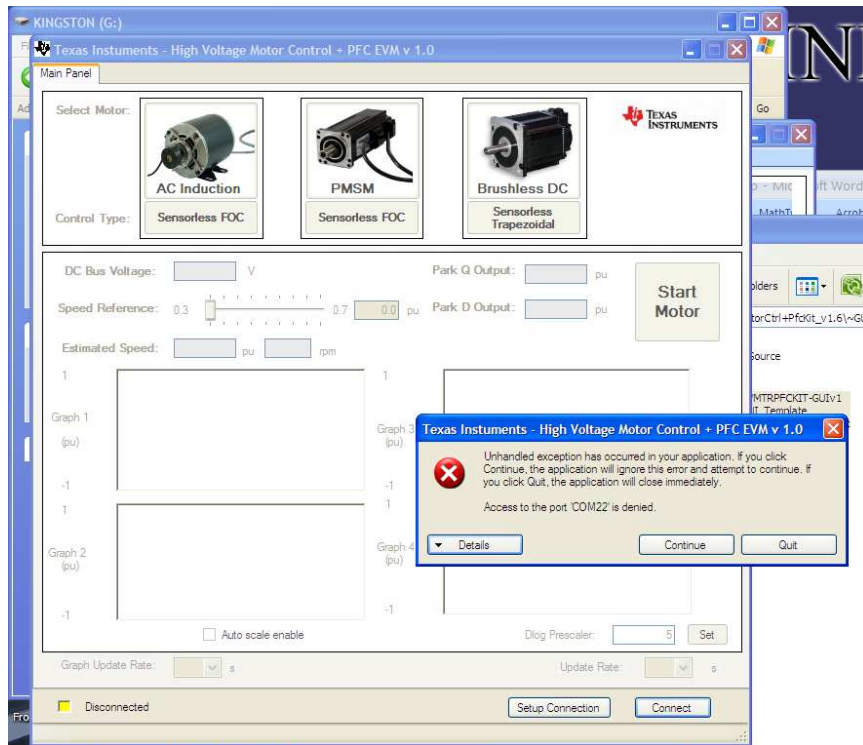 KINGSTON (G:)
Texas Instuments - High Voltage Motor Control + PFC EVM v 1.0
Main Panel
Select Motor:
AC Induction
PMSM
Brushless DC
TEXAS
INSTRUMENTS
Go
Control Type:
Sensorless FOC
Sensorless FOC
Sensorless
Trapezoidal
ft Word
MathTy
Acrob
DC Bus Voltage:
V
Park Q Output:
pu
Start
Motor
Speed Reference:
0.3
0.7
0.0
pu
Park D Output:
pu
Estimated Speed:
pu
rpm
olders
torCtrl+PfcKit_v1.6\~GU
Source
VMTRPFCKIT-GUIv1
UI_Template
1
Graph 1
(pu)
-1
1
Graph 3
(pu)
-1
1
Graph 2
(pu)
-1
1
Graph 4
(pu)
-1
Texas Instuments - High Voltage Motor Control + PFC EVM v 1.0
Unhandled exception has occurred in your application. If you click
Continue, the application will ignore this error and attempt to continue. If
you click Quit, the application will close immediately.
Access to the port 'COM22' is denied.
Details
Continue
Quit
Auto scale enable
Dlog Prescaler:
5
Set
Graph Update Rate:
s
Update Rate:
s
Disconnected
Setup Connection
Connect
Fro